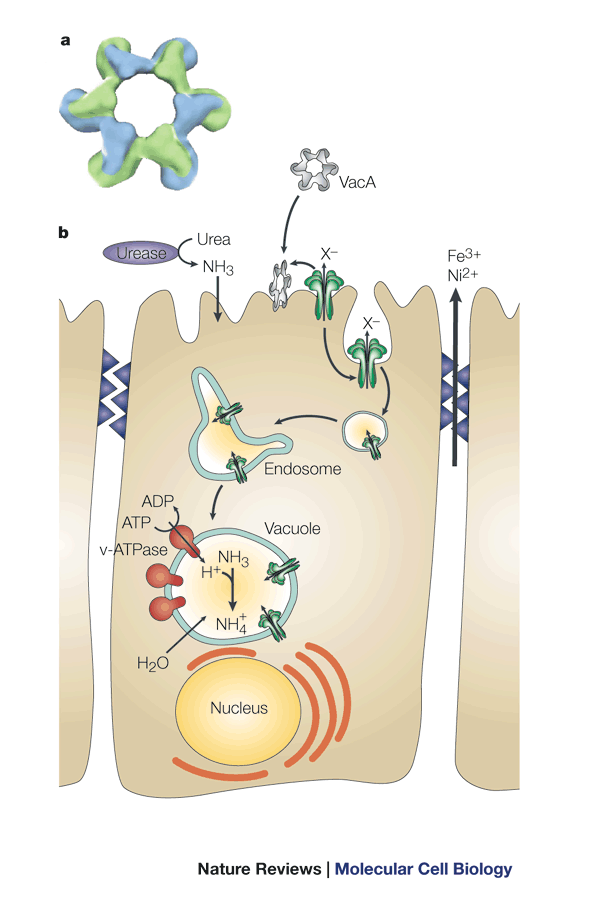 a
VacA
b
Urea
Urease
NH3
X–
Fe3+
Ni2+
X–
Endosome
ADP
ATP
v-ATPase
Vacuole
NH3
H+
NH4+
H2O
Nucleus
Nature Reviews | Molecular Cell Biology